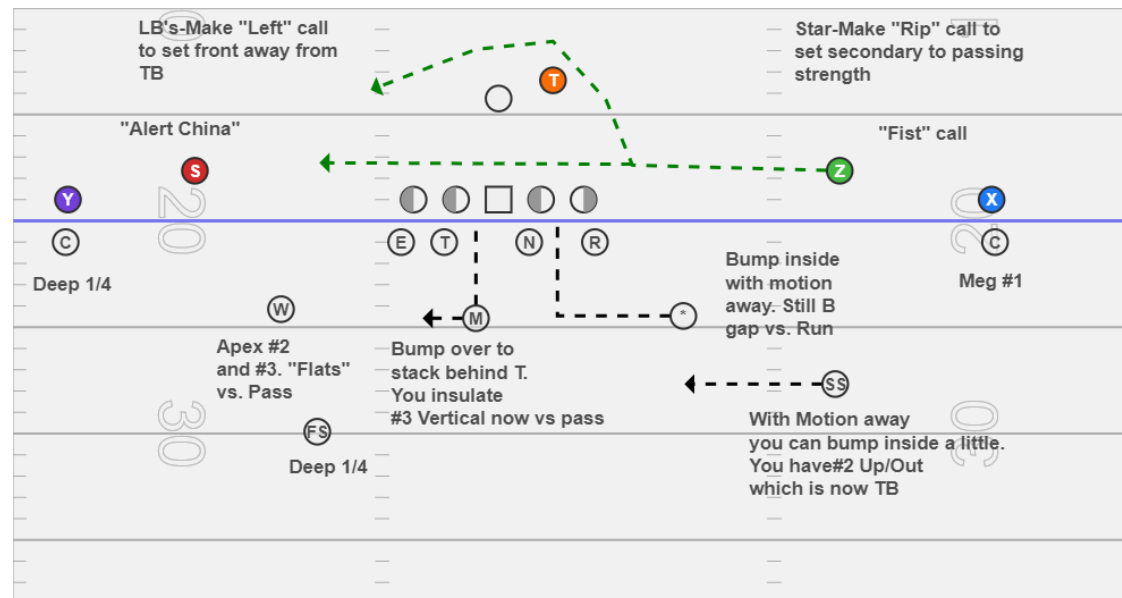 LB's-Make "Left" call
to set front away from
TB
Star-Make "Rip" call to
set secondary to passing
strength
T
"Alert China"
"Fist" call
S
Z
Y
X
20
20
C
E
T
N
R
C
Deep 1/4
Bump inside
with motion
away. Still B
gap vs. Run
Meg #1
W
M
*
Apex #2
and #3. "Flats"
vs. Pass
Bump over to
stack behind T.
You insulate
#3 Vertical now vs pass
SS
30
30
FS
Deep 1/4
With Motion away
you can bump inside a little.
You have#2 Up/Out
which is now TB